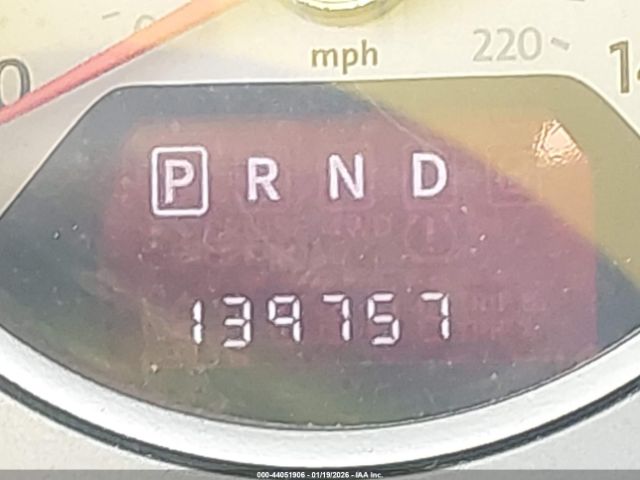 220
mph
P R N D
139757
000-44051906 - 01/19/2026 - IAA Inc.